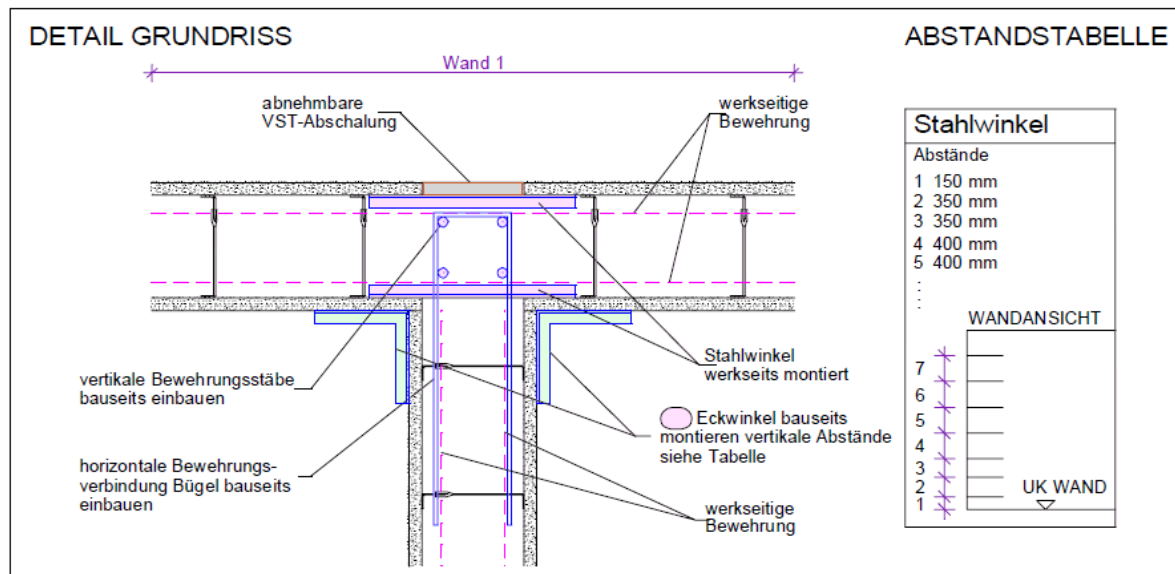 DETAIL GRUNDRISS
ABSTANDSTABELLE
Wand 1
abnehmbare
VST-Abschalung
werkseitige
Bewehrung
Stahlwinkel
werkseits montiert
vertikale Bewehrungsstäbe
bauseits einbauen
Eckwinkel bauseits
montieren vertikale Abstände
siehe Tabelle
horizontale Bewehrungs-
verbindung Bügel bauseits
einbauen
werkseitige
Bewehrung
Stahlwinkel
Abstände
1 150 mm
2 350 mm
3 350 mm
4 400 mm
5 400 mm
:
:
WANDANSICHT
7
6
5
4
3
2
1
UK WAND